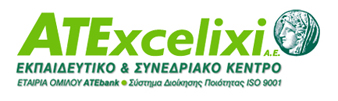 ATExcelixi A.E.
ΕΚΠΑΙΔΕΥΤΙΚΟ & ΣΥΝΕΔΡΙΑΚΟ ΚΕΝΤΡΟ
ΕΤΑΙΡΙΑ ΟΜΙΛΟΥ ATEbank ● Σύστημα Διοίκησης Ποιότητας ISO 9001